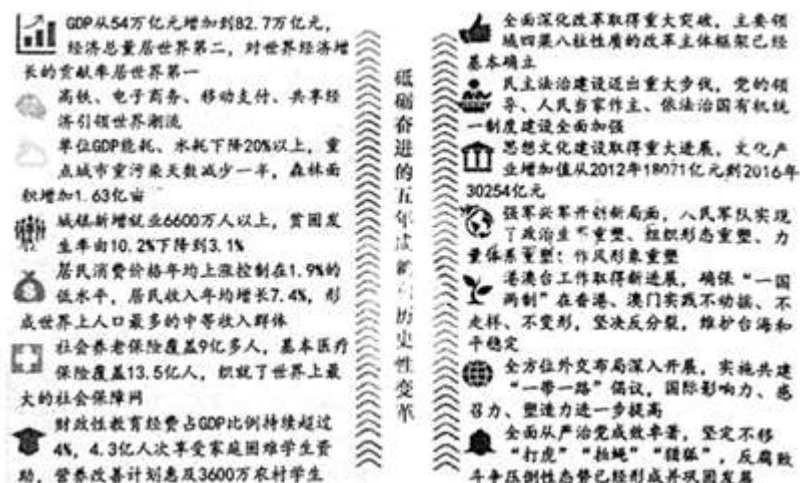 GDP从54万亿元增加到82.7万亿元，
经济总量居世界第二，对世界经济增
长的贡献率居世界第一
高铁、电子商务、移动支付、共享经
济引领世界潮流
单位GDP能耗、水耗下降20%以上，重
点城市重污染天数减少一半，森林面
积增加1.63亿亩
城镇新增就业6600万人以上，贫困发
生率由10.2%下降到3.1%
居民消费价格年均上涨控制在1.9%的
低水平，居民收入年均增长7.4%，形
成世界上人口最多的中等收入群体
社会养老保险覆盖9亿多人，基本医疗
保险覆盖13.5亿人，织就了世界上最
大的社会保障网
财政性教育经费占GDP比例持续超过
4%，4.3亿人次享受家庭困难学生资
助，营养改善计划惠及3600万农村学生
砥砺奋进的五年成就 历史性变革
全面深化改革取得重大突破，主要领
域四梁八柱性质的改革主体框架已经
基本确立
民主法治建设迈出重大步伐，党的领
导、人民当家作主、依法治国有机统
一制度建设全面加强
思想文化建设取得重大进展，文化产
业增加值从2012年18071亿元到2016年
30254亿元
强军兴军开创新局面，人民军队实现
了政治生 重塑、组织形态重塑、力
量体系重塑！作风形象重塑
港澳台工作取得新进展，确保“一国
两制”在香港、澳门实践不动摇、不
走样、不变形，坚决反分裂，维护台海和
平稳定
全方位外交布局深入开展，实施共建
“一带一路”倡议，国际影响力、感
召力、塑造力进一步提高
全面从严治党成效卓著，坚定不移
“打虎”“拍蝇”“猎狐”，反腐败
斗争压倒性态势已经形成并巩固发展